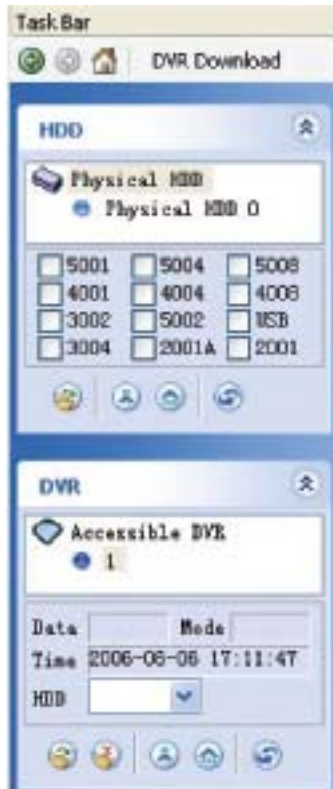 Task Bar
DVR Download
HDD
Physical HDD
Physical HDD 0
5001 5004 5008
4001 4004 4008
3002 5002 USB
3004 2001A 2001
DVR
Accessible DVR
1
Data Mode
Time 2006-06-06 17:11:47
HDD